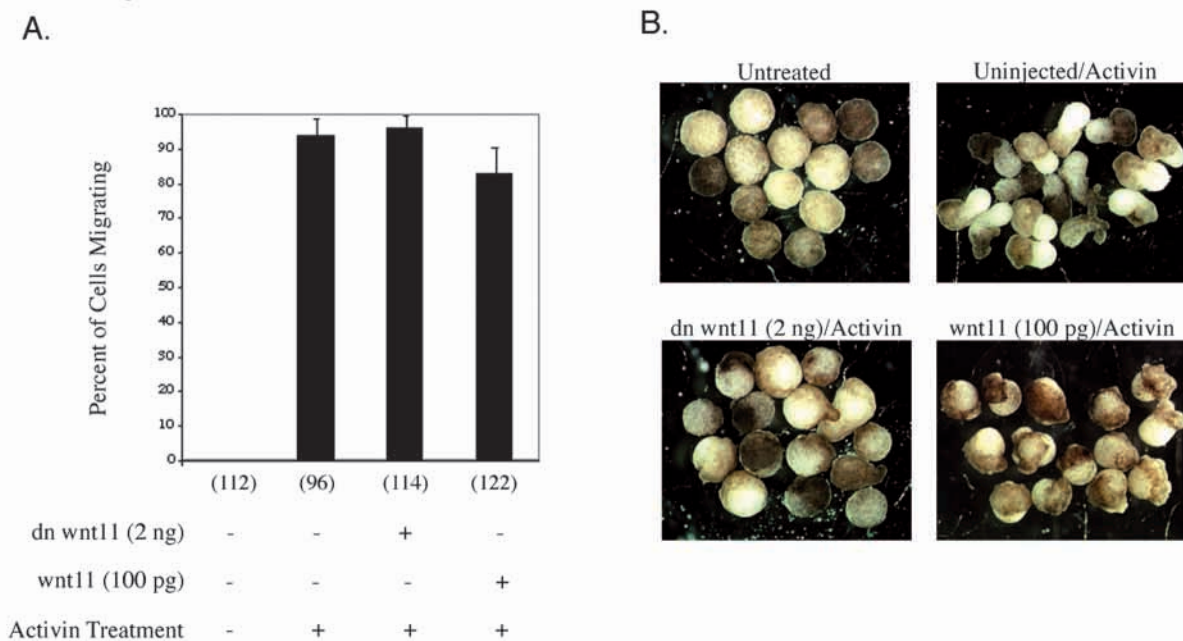 A.
Percent of Cells Migrating
100
90
80
70
60
50
40
30
20
10
0
(112) (96) (114) (122)
dn wnt11 (2 ng) - - + -
wnt11 (100 pg) - - - +
Activin Treatment - + + +
B.
Untreated
Uninjected/Activin
dn wnt11 (2 ng)/Activin
wnt11 (100 pg)/Activin